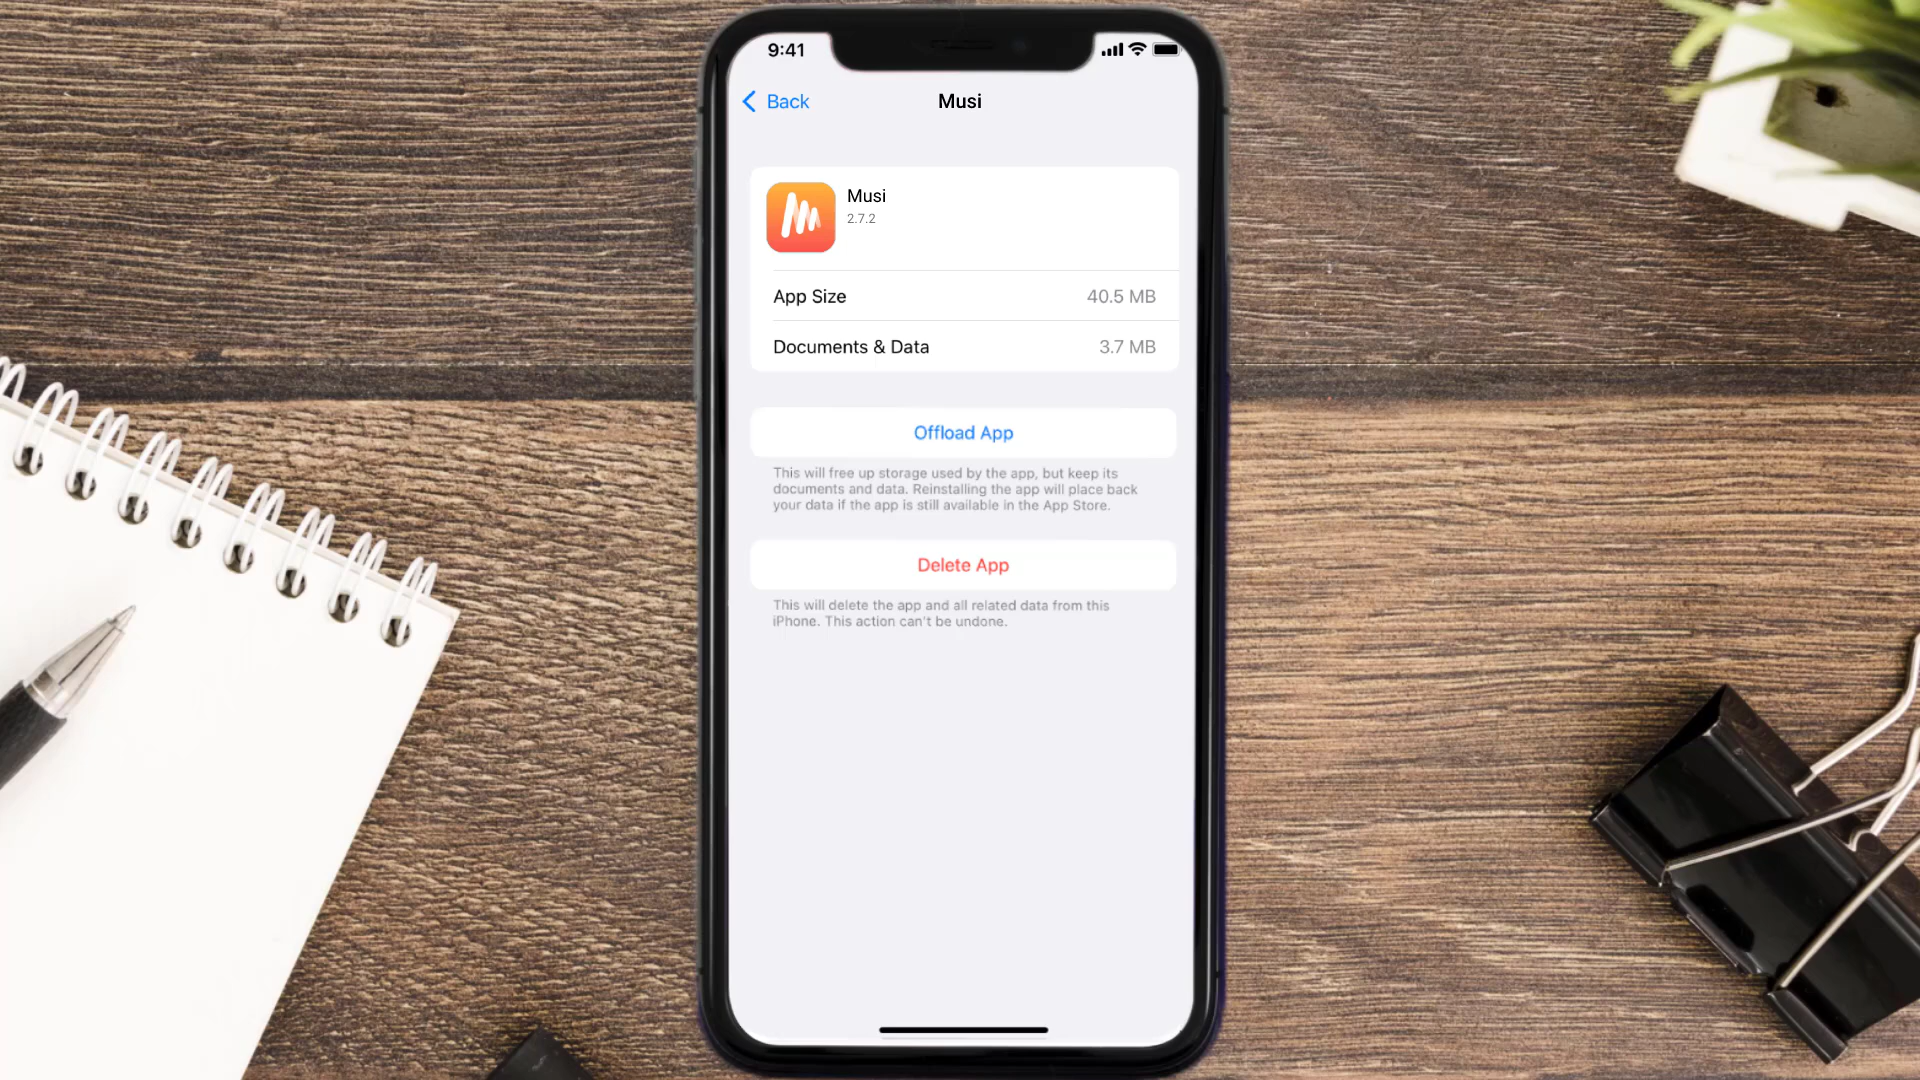 9:41
Back
Musi
Musi
2.7.2
App Size
40.5 MB
Documents & Data
3.7 MB
Offload App
This will free up storage used by the app, but keep its
documents and data. Reinstalling the app will place back
your data if the app is still available in the App Store.
Delete App
This will delete the app and all related data from this
iPhone. This action can't be undone.